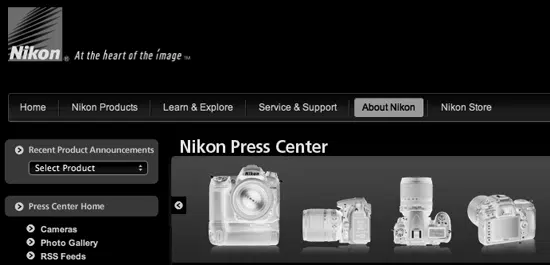 Nikon® At the heart of the image™
Home
Nikon Products
Learn & Explore
Service & Support
About Nikon
Nikon Store
Recent Product Announcements
Select Product
Press Center Home
Cameras
Photo Gallery
RSS Feeds
Nikon Press Center
Nikon